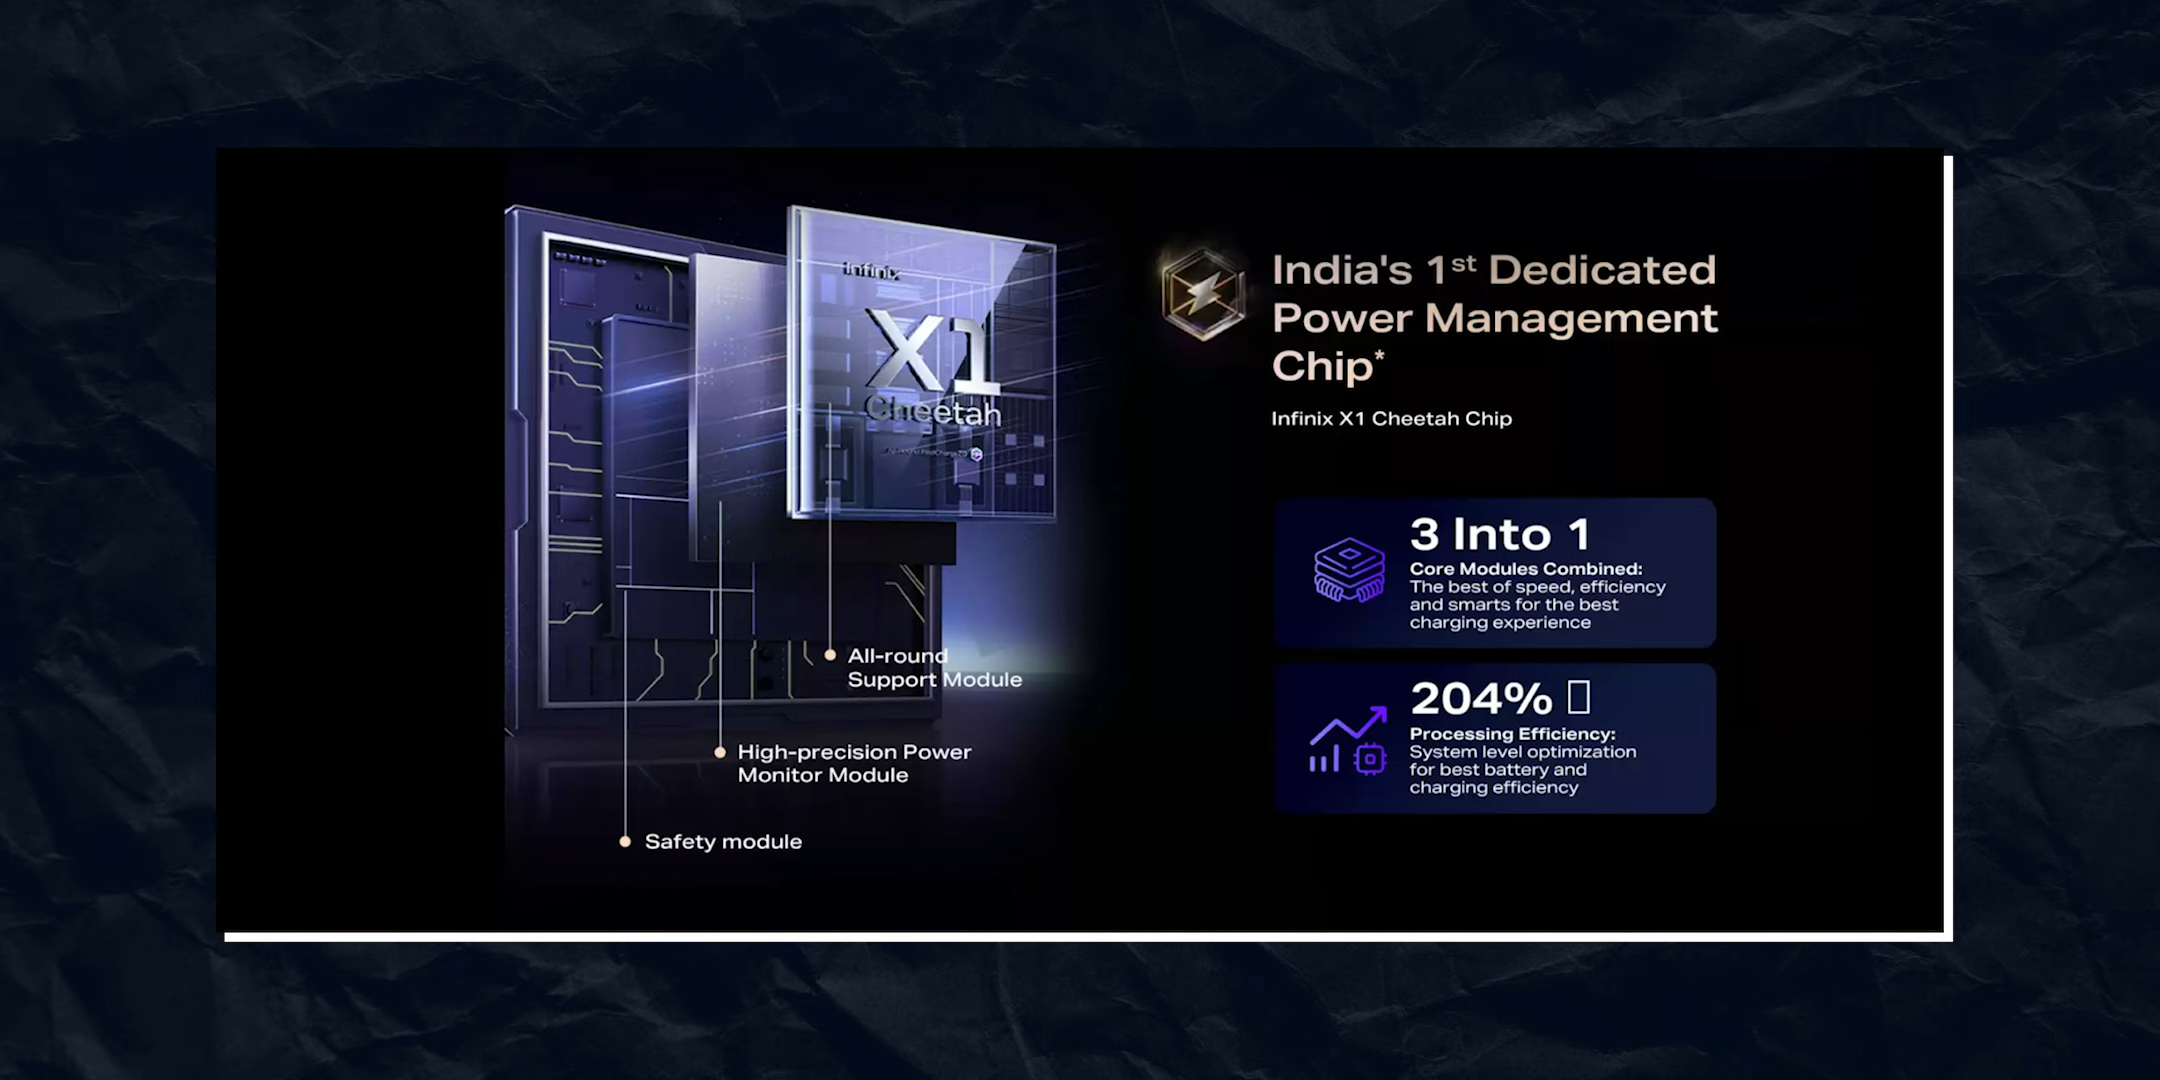 Infinix
X1
Cheetah
All-round
Support Module
High-precision Power
Monitor Module
Safety module
India's 1st Dedicated
Power Management
Chip*
Infinix X1 Cheetah Chip
3 Into 1
Core Modules Combined:
The best of speed, efficiency
and smarts for the best
charging experience
204%
Processing Efficiency:
System level optimization
for best battery and
charging efficiency